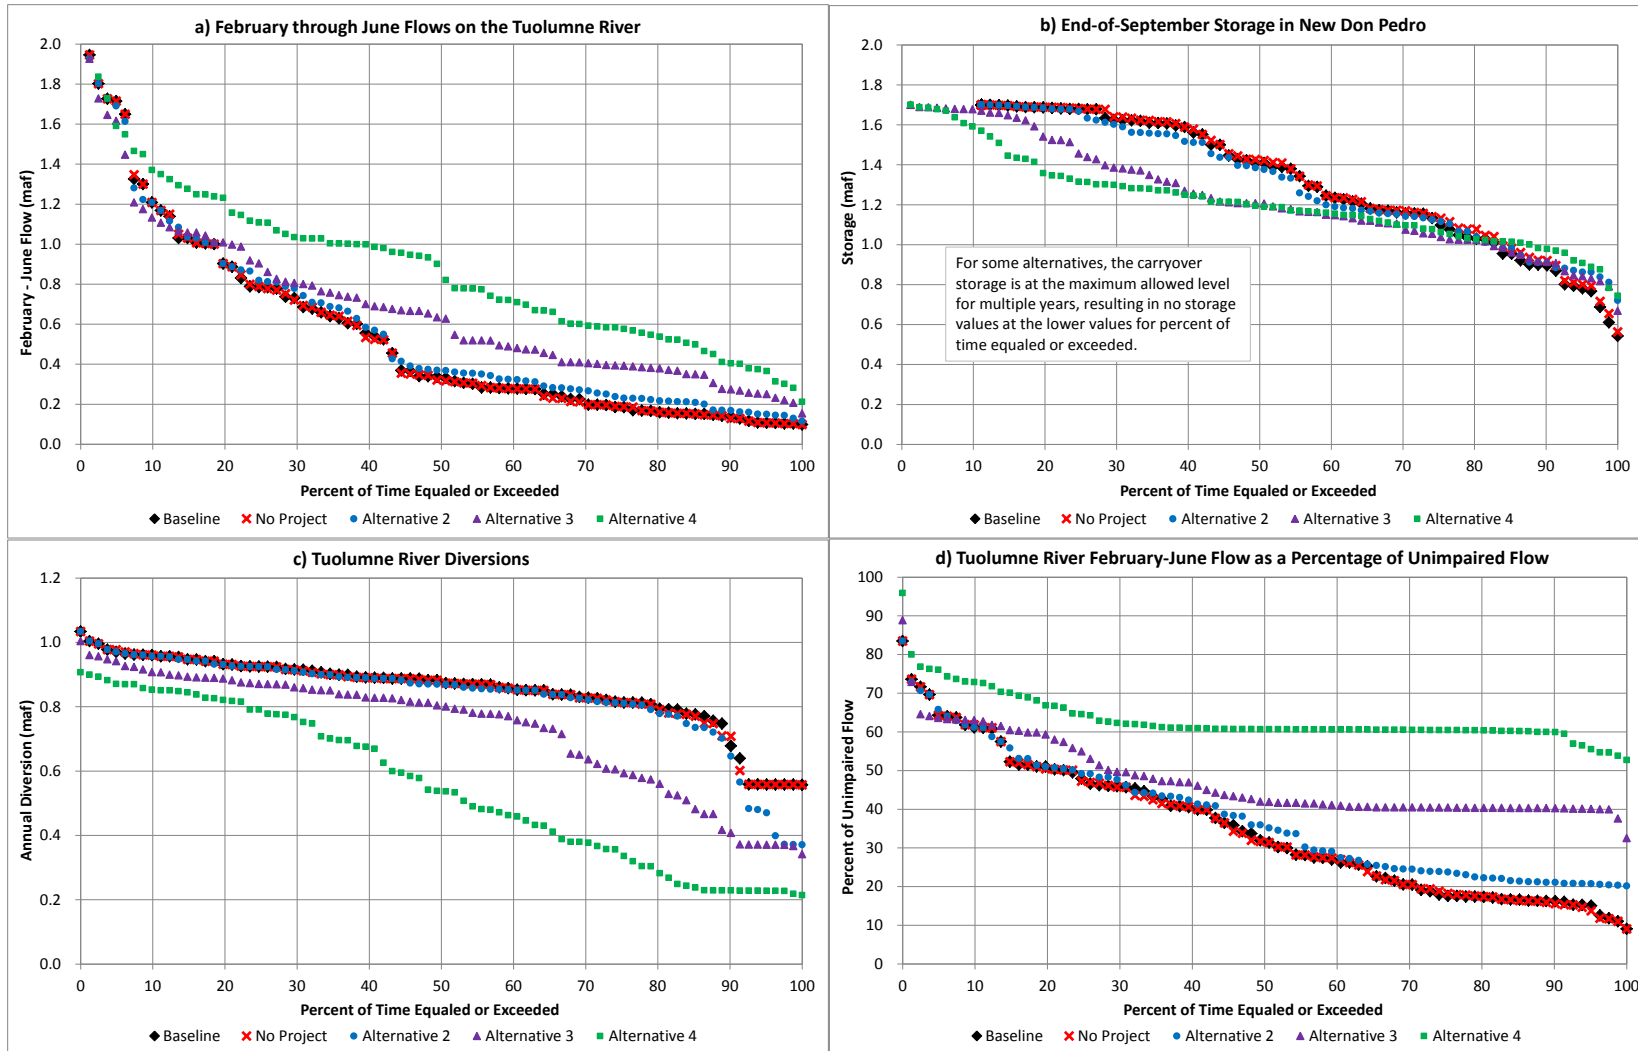 a) February through June Flows on the Tuolumne River
February - June Flow (maf)
2.0
1.8
1.6
1.4
1.2
1.0
0.8
0.6
0.4
0.2
0.0
0 10 20 30 40 50 60 70 80 90 100
Percent of Time Equaled or Exceeded
Baseline No Project Alternative 2 Alternative 3 Alternative 4
b) End-of-September Storage in New Don Pedro
Storage (maf)
2.0
1.8
1.6
1.4
1.2
1.0
0.8
0.6
0.4
0.2
0.0
For some alternatives, the carryover
storage is at the maximum allowed level
for multiple years, resulting in no storage
values at the lower values for percent of
time equaled or exceeded.
0 10 20 30 40 50 60 70 80 90 100
Percent of Time Equaled or Exceeded
Baseline No Project Alternative 2 Alternative 3 Alternative 4
c) Tuolumne River Diversions
Annual Diversion (maf)
1.2
1.0
0.8
0.6
0.4
0.2
0.0
0 10 20 30 40 50 60 70 80 90 100
Percent of Time Equaled or Exceeded
Baseline No Project Alternative 2 Alternative 3 Alternative 4
d) Tuolumne River February-June Flow as a Percentage of Unimpaired Flow
Percent of Unimpaired Flow
100
90
80
70
60
50
40
30
20
10
0
0 10 20 30 40 50 60 70 80 90 100
Percent of Time Equaled or Exceeded
Baseline No Project Alternative 2 Alternative 3 Alternative 4